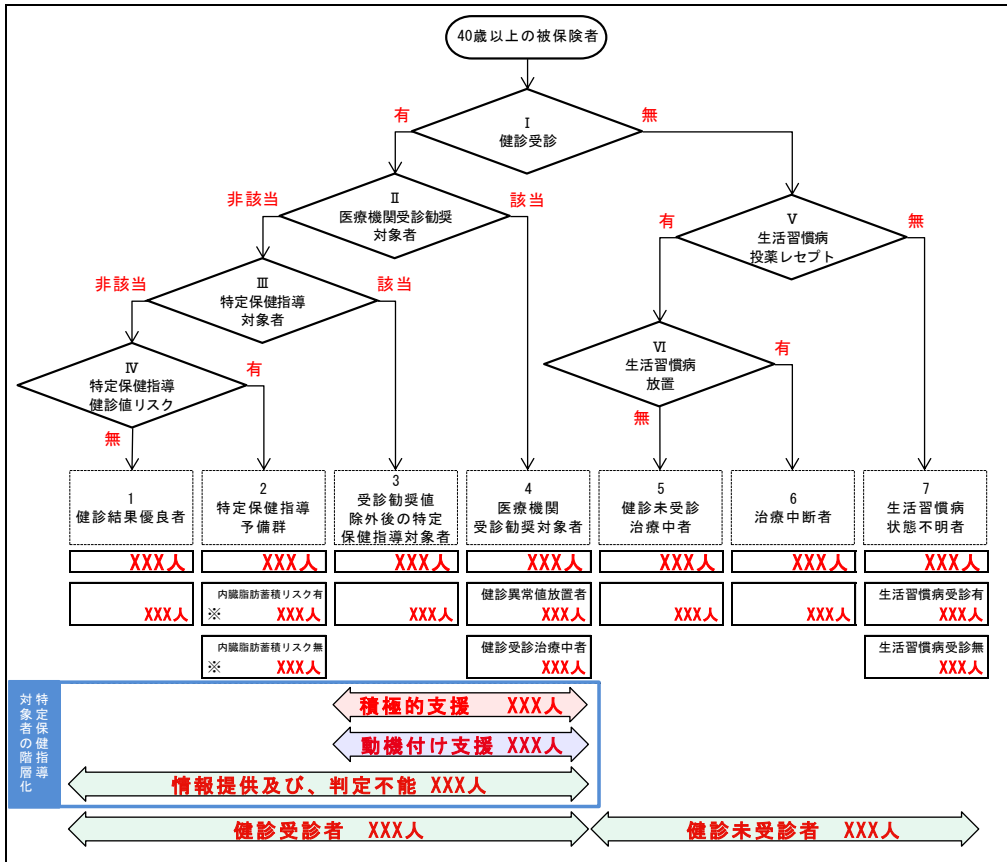 40歳以上の被保険者
有
Ⅰ
健診受診
無
非該当
Ⅱ
医療機関受診勧奨
対象者
該当
有
Ⅴ
生活習慣病
投薬レセプト
無
非該当
Ⅲ
特定保健指導
対象者
該当
Ⅳ
特定保健指導
健診値リスク
有
無
Ⅵ
生活習慣病
放置
有
無
1
健診結果優良者
2
特定保健指導
予備群
3
受診勧奨値
除外後の特定
保健指導対象者
4
医療機関
受診勧奨対象者
5
健診未受診
治療中者
6
治療中断者
7
生活習慣病
状態不明者
XXX人
XXX人
XXX人
XXX人
XXX人
XXX人
XXX人
XXX人
内臓脂肪蓄積リスク有
※ XXX人
XXX人
健診異常値放置者
XXX人
XXX人
XXX人
生活習慣病受診有
XXX人
内臓脂肪蓄積リスク無
※ XXX人
健診受診治療中者
XXX人
生活習慣病受診無
XXX人
特定保健指導
対象者の階層化
積極的支援 XXX人
動機付け支援 XXX人
情報提供及び、判定不能 XXX人
健診受診者 XXX人
健診未受診者 XXX人